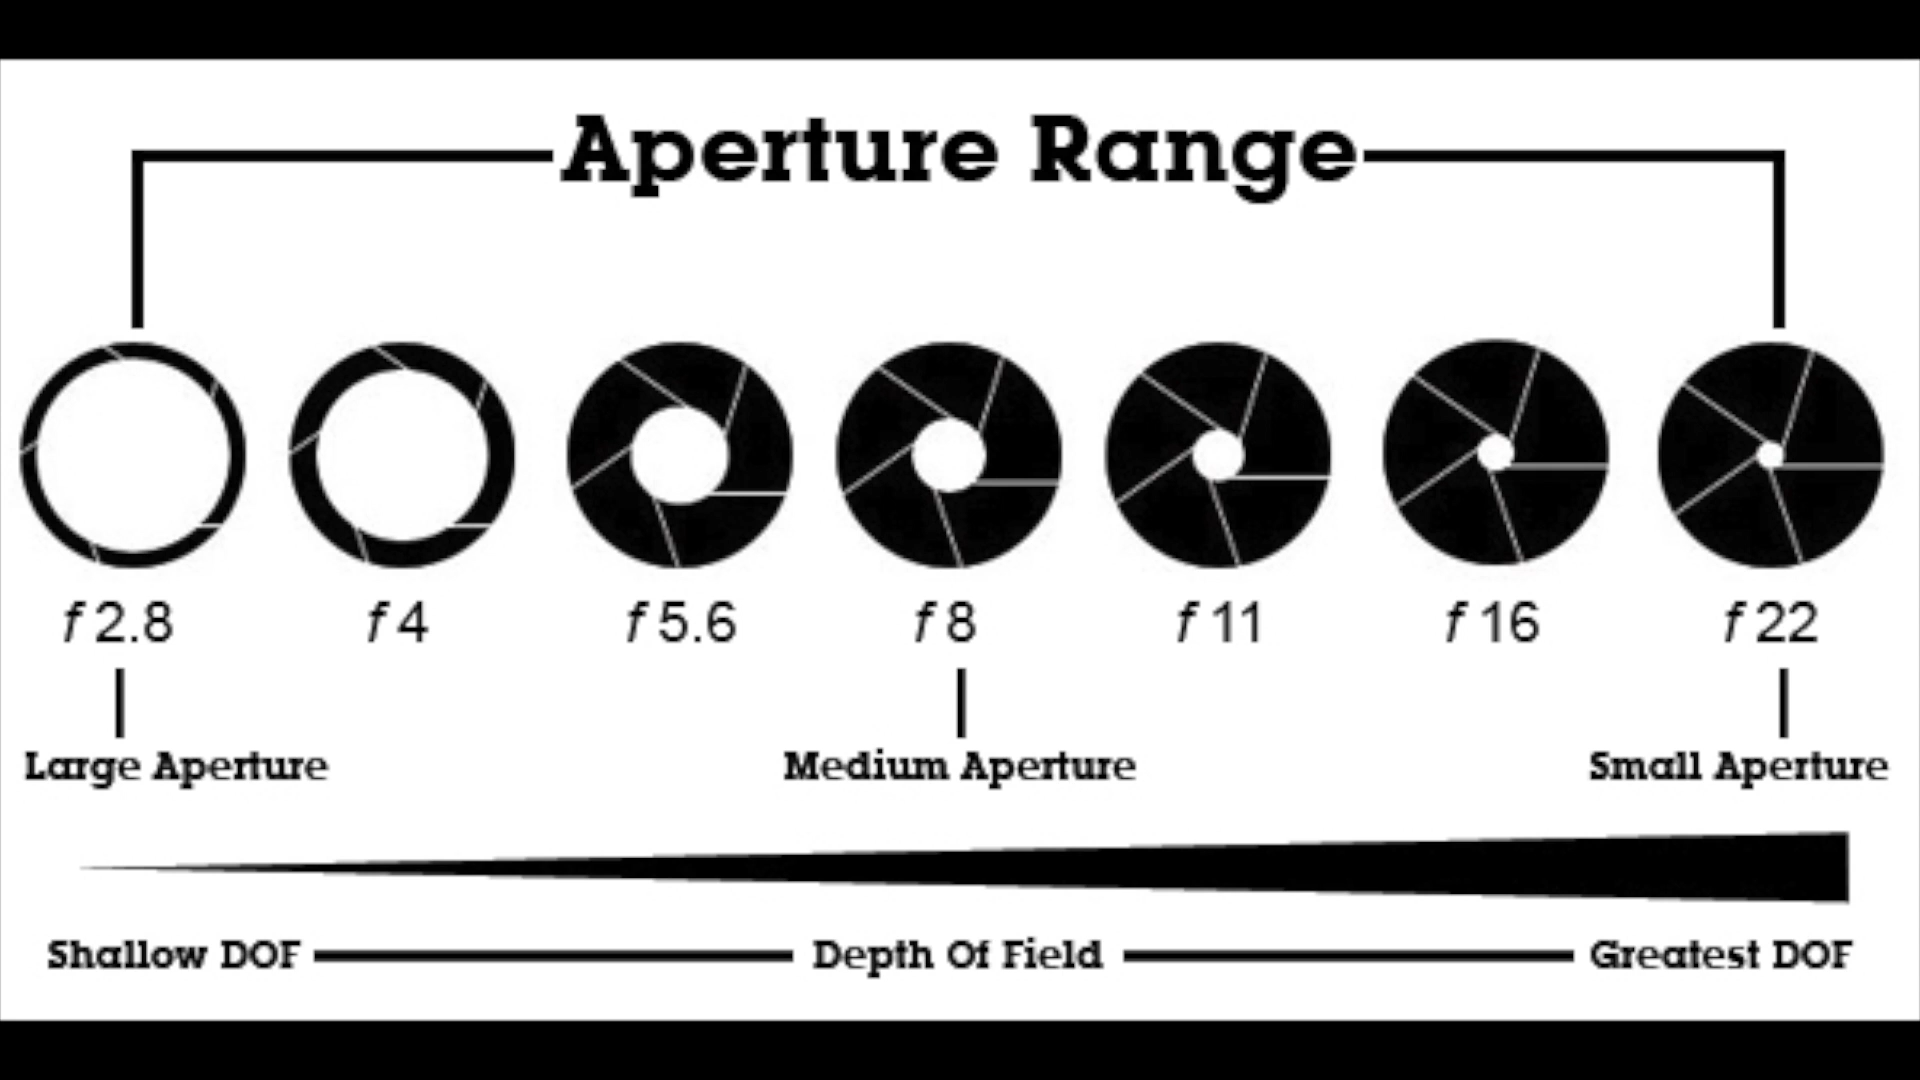 Aperture Range
f 2.8 f 4 f 5.6 f 8 f 11 f 16 f 22
Large Aperture Medium Aperture Small Aperture
Shallow DOF Depth Of Field Greatest DOF